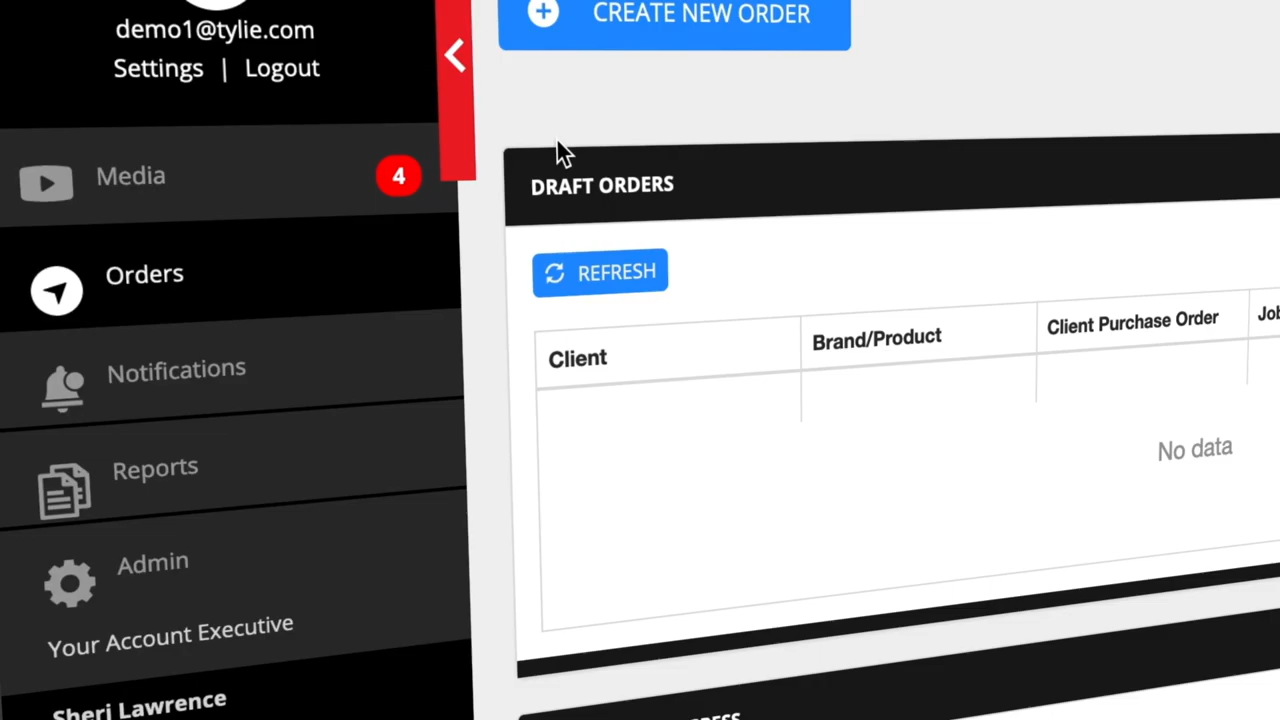 demo1@tylie.com
Settings | Logout
Media
4
Orders
Notifications
Reports
Admin
Your Account Executive
Sheri Lawrence
CREATE NEW ORDER
DRAFT ORDERS
REFRESH
Client
Brand/Product
Client Purchase Order
No data